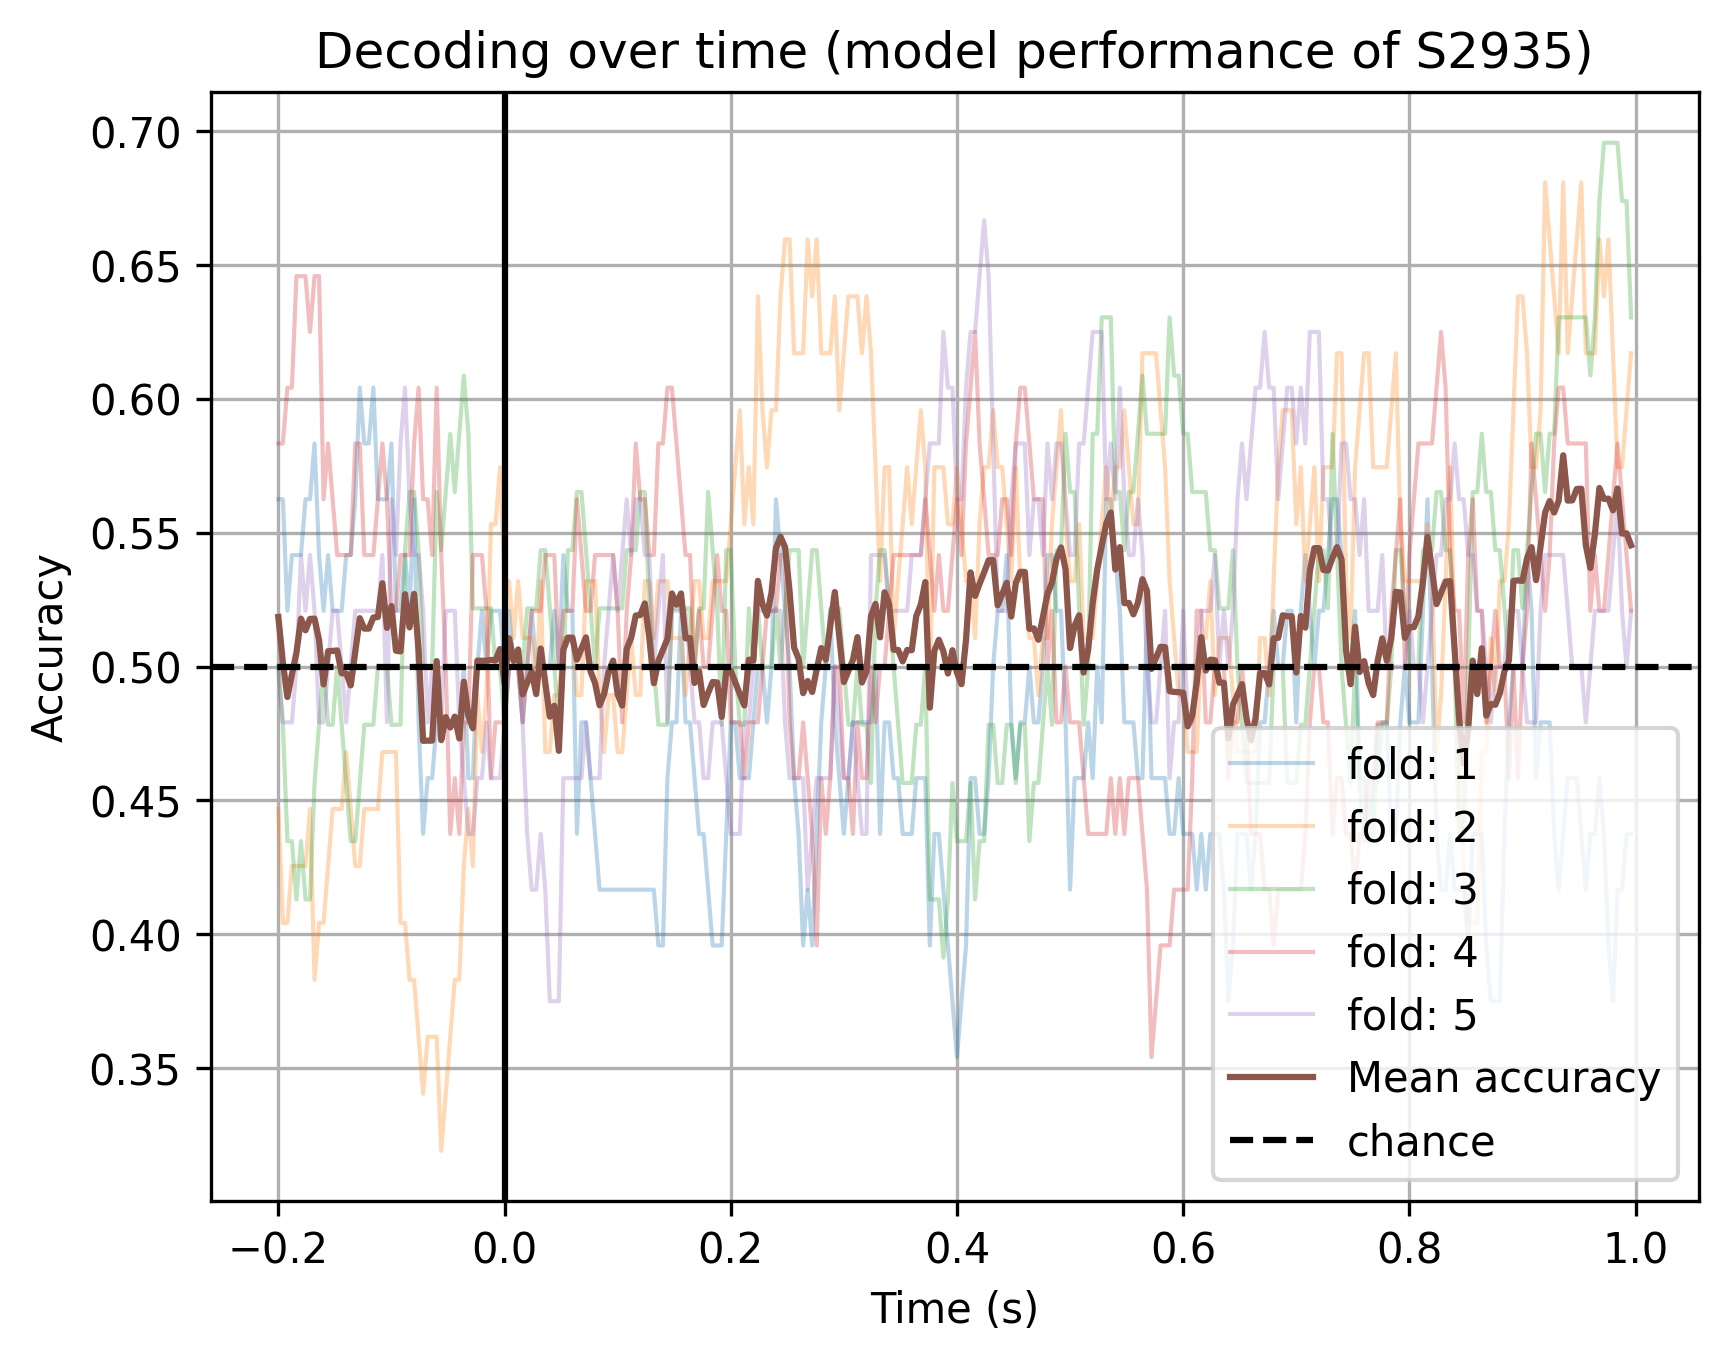 Decoding over time (model performance of S2935)
Accuracy
0.70
0.65
0.60
0.55
0.50
0.45
0.40
0.35
−0.2 0.0 0.2 0.4 0.6 0.8 1.0
Time (s)
fold: 1
fold: 2
fold: 3
fold: 4
fold: 5
Mean accuracy
chance